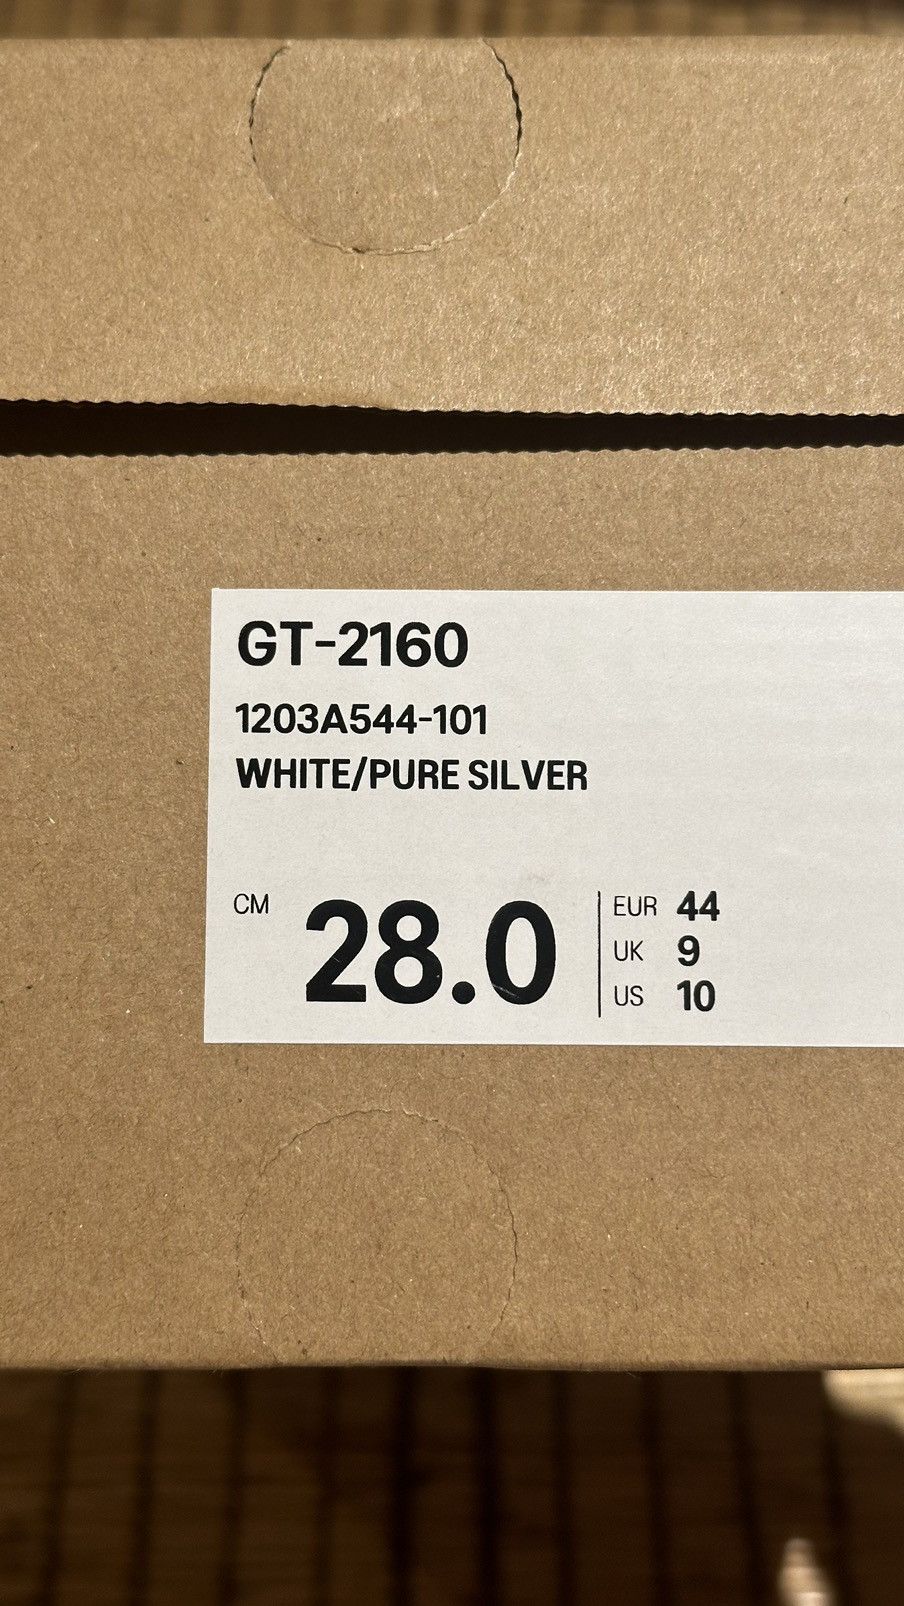 GT-2160
1203A544-101
WHITE/PURE SILVER
CM 28.0
EUR 44
UK 9
US 10